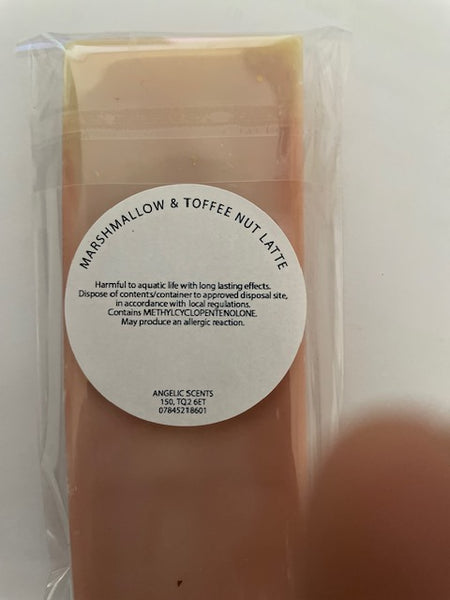 MARSHMALLOW & TOFFEE NUT LATTE
Harmful to aquatic life with long lasting effects.
Dispose of contents/container to approved disposal site,
in accordance with local regulations.
Contains METHYLCYCLOPENTENOLONE.
May produce an allergic reaction.
ANGELIC SCENTS
150, TQ2 6ET
07845218601